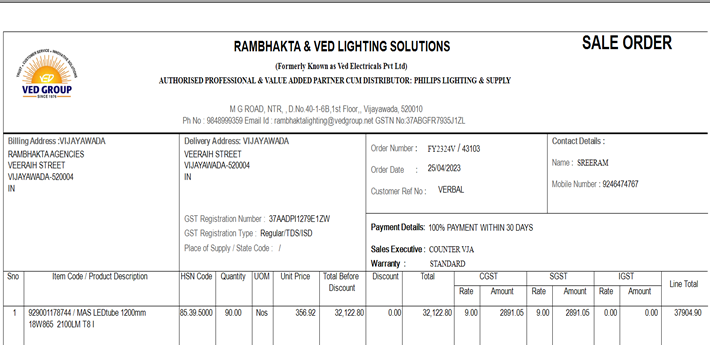 RAMBHAKTA & VED LIGHTING SOLUTIONS
SALE ORDER
(Formerly Known as Ved Electricals Pvt Ltd)
AUTHORISED PROFESSIONAL & VALUE ADDED PARTNER CUM DISTRIBUTOR: PHILIPS LIGHTING & SUPPLY
TRUST • CUSTOMER SERVICE • INNOVATIVE SOLUTIONS
VED GROUP
SINCE 1978
M G ROAD, NTR, , D.No.40-1-6B,1st Floor,, Vijayawada, 520010
Ph No : 9848999359 Email Id : rambhaktalighting@vedgroup.net GSTN No:37ABGFR7935J1ZL
Billing Address :VIJAYAWADA
RAMBHAKTA AGENCIES
VEERIAH STREET
VIJAYAWADA-520004
IN
Delivery Address: VIJAYAWADA
VEERAIH STREET
VIJAYAWADA-520004
IN
GST Registration Number : 37AADPI1279E1ZW
GST Registration Type : Regular/TDS/ISD
Place of Supply / State Code : /
Order Number : FY2324V / 43103
Order Date : 25/04/2023
Customer Ref No : VERBAL
Contact Details :
Name : SREERAM
Mobile Number : 9246474767
Payment Details: 100% PAYMENT WITHIN 30 DAYS
Sales Executive : COUNTER VJA
Warranty : STANDARD
Sno Item Code / Product Description HSN Code Quantity UOM Unit Price Total Before Discount Discount Total CGST SGST IGST Line Total
Rate Amount Rate Amount Rate Amount
1 929001178744 / MAS LEDtube 1200mm 85.39.5000 90.00 Nos 356.92 32,122.80 0.00 32,122.80 9.00 2891.05 9.00 2891.05 0.00 0.00 37904.90
18W865 2100LM T8 I